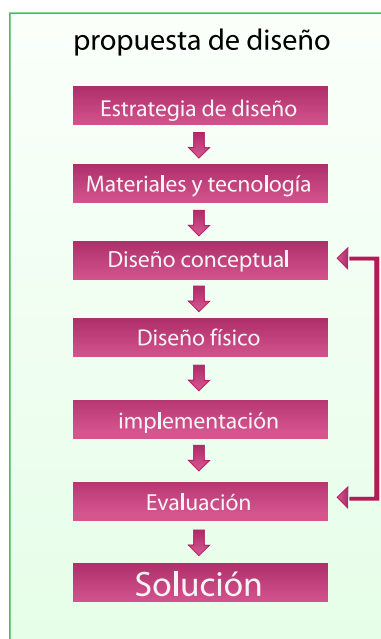 propuesta de diseño
Estrategia de diseño
Materiales y tecnología
Diseño conceptual
Diseño físico
implementación
Evaluación
Solución